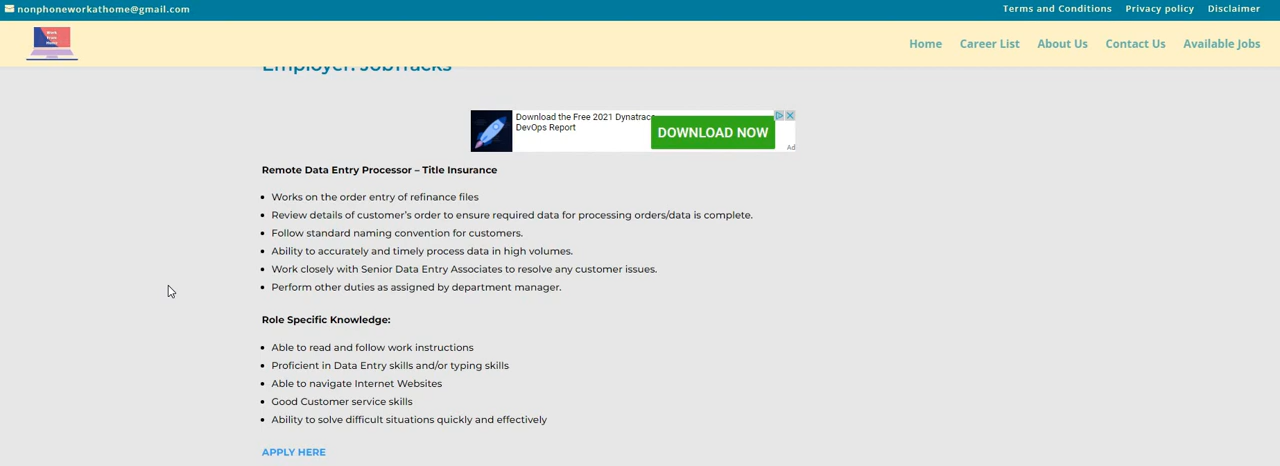 nonphoneworkathome@gmail.com
Terms and Conditions Privacy policy Disclaimer
Work
From
Home
Home Career List About Us Contact Us Available Jobs
Employer: JobTracks
Download the Free 2021 Dynatrace
DevOps Report
DOWNLOAD NOW
Ad
Remote Data Entry Processor – Title Insurance
• Works on the order entry of refinance files
• Review details of customer's order to ensure required data for processing orders/data is complete.
• Follow standard naming convention for customers.
• Ability to accurately and timely process data in high volumes.
• Work closely with Senior Data Entry Associates to resolve any customer issues.
• Perform other duties as assigned by department manager.
Role Specific Knowledge:
• Able to read and follow work instructions
• Proficient in Data Entry skills and/or typing skills
• Able to navigate Internet Websites
• Good Customer service skills
• Ability to solve difficult situations quickly and effectively
APPLY HERE